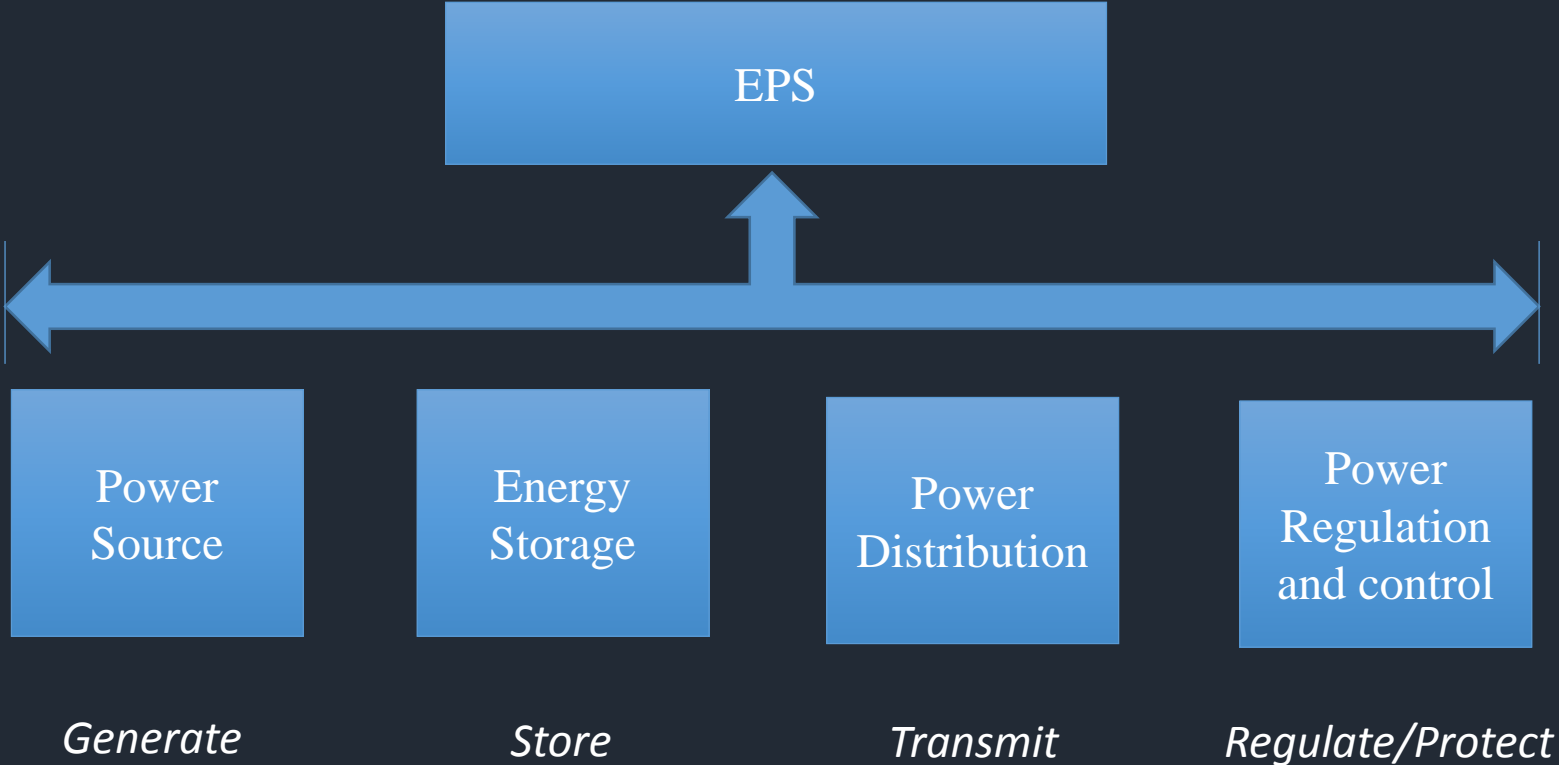 EPS
Power
Source
Energy
Storage
Power
Distribution
Power
Regulation
and control
Generate
Store
Transmit
Regulate/Protect